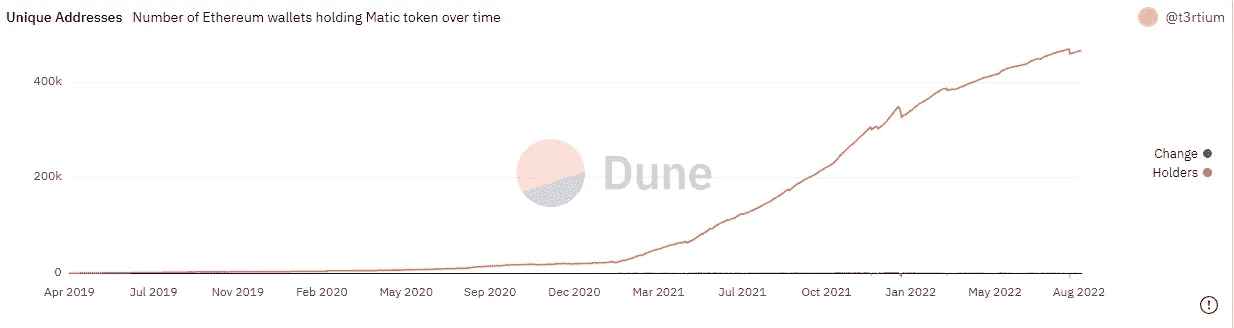 Unique Addresses Number of Ethereum wallets holding Matic token over time
@t3rtium
400k
200k
0
Dune
Change
Holders
Apr 2019 Jul 2019 Nov 2019 Feb 2020 May 2020 Sep 2020 Dec 2020 Mar 2021 Jul 2021 Oct 2021 Jan 2022 May 2022 Aug 2022